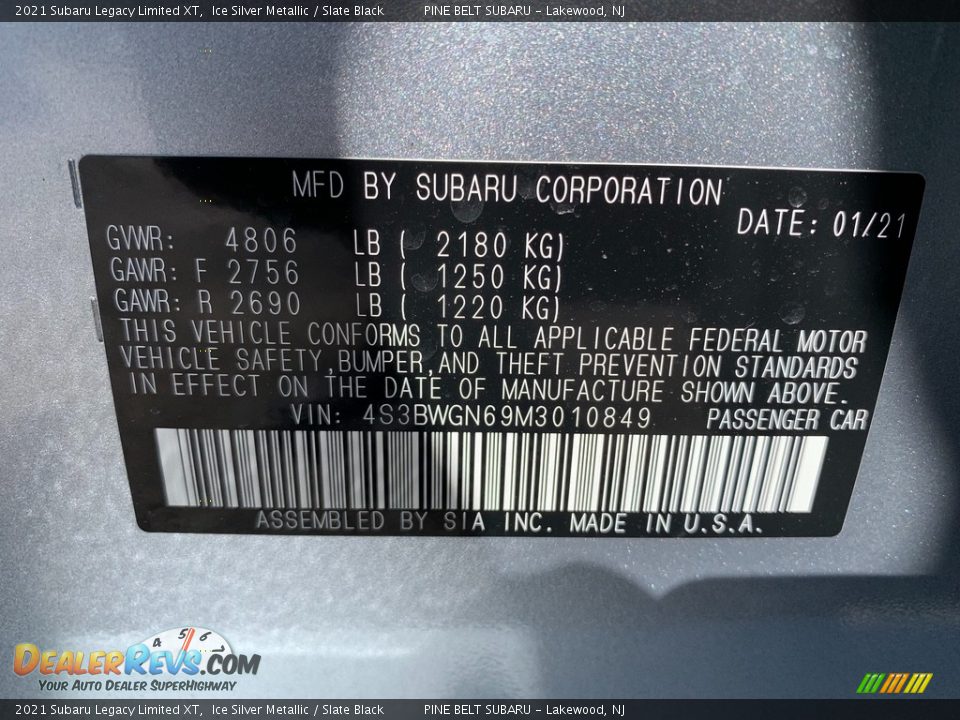 2021 Subaru Legacy Limited XT,  Ice Silver Metallic / Slate Black          PINE BELT SUBARU - Lakewood, NJ
MFD BY SUBARU CORPORATION
DATE: 01/21
GVWR: 4806 LB ( 2180 KG)
GAWR: F 2756 LB ( 1250 KG)
GAWR: R 2690 LB ( 1220 KG)
THIS VEHICLE CONFORMS TO ALL APPLICABLE FEDERAL MOTOR
VEHICLE SAFETY,BUMPER,AND THEFT PREVENTION STANDARDS
IN EFFECT ON THE DATE OF MANUFACTURE SHOWN ABOVE.
VIN: 4S3BWGN69M3010849 PASSENGER CAR
ASSEMBLED BY SIA INC. MADE IN U.S.A.
4 5 6 7
DEALERREVS.COM
YOUR AUTO DEALER SUPERHIGHWAY
2021 Subaru Legacy Limited XT,  Ice Silver Metallic / Slate Black          PINE BELT SUBARU - Lakewood, NJ